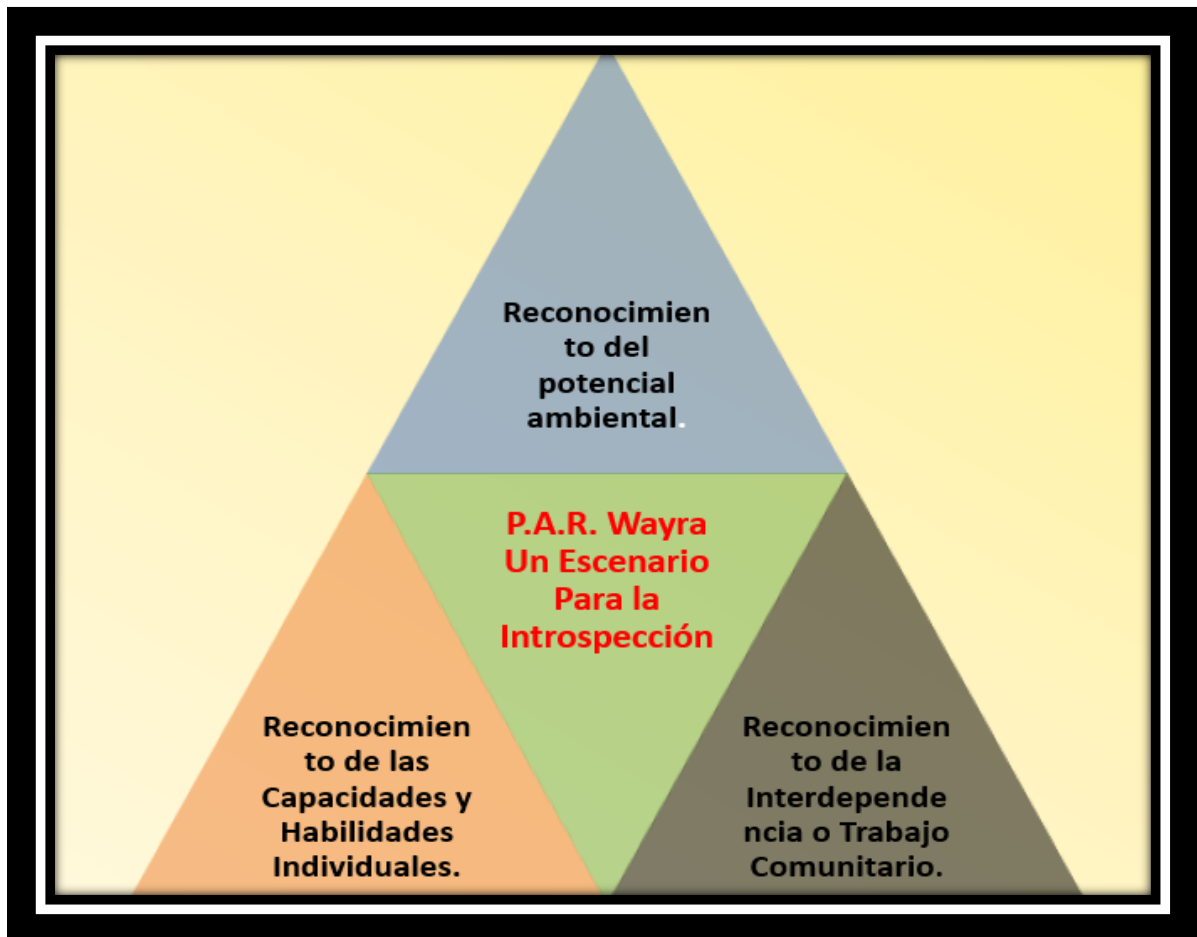 Reconocimien
to del
potencial
ambiental.
P.A.R. Wayra
Un Escenario
Para la
Introspección
Reconocimien
to de las
Capacidades y
Habilidades
Individuales.
Reconocimien
to de la
Interdepende
ncia o Trabajo
Comunitario.